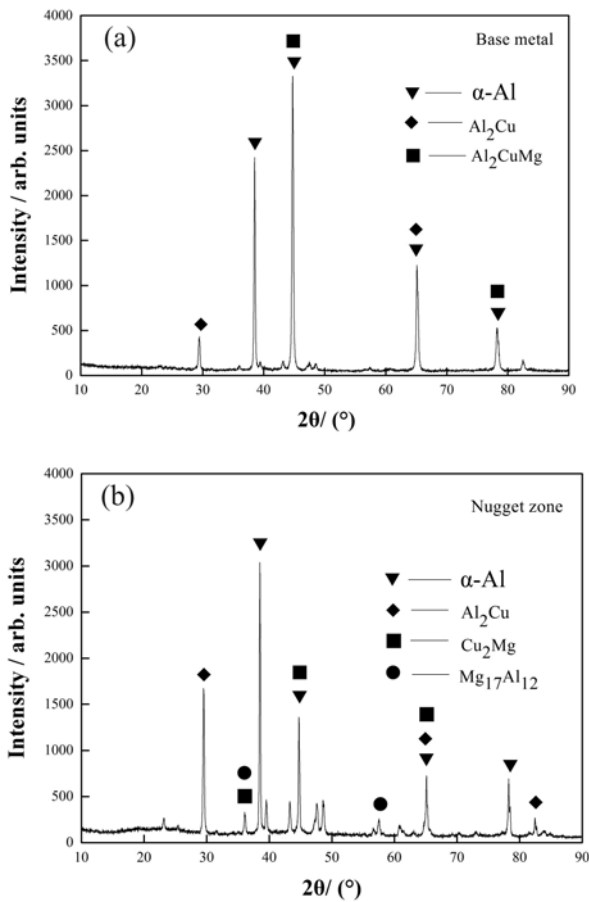 (a)
Base metal
α-Al
Al2Cu
Al2CuMg
Intensity / arb. units
4000
3500
3000
2500
2000
1500
1000
500
0
10 20 30 40 50 60 70 80 90
2θ/ (°)
(b)
Nugget zone
α-Al
Al2Cu
Cu2Mg
Mg17Al12
Intensity / arb. units
4000
3500
3000
2500
2000
1500
1000
500
0
10 20 30 40 50 60 70 80 90
2θ/ (°)